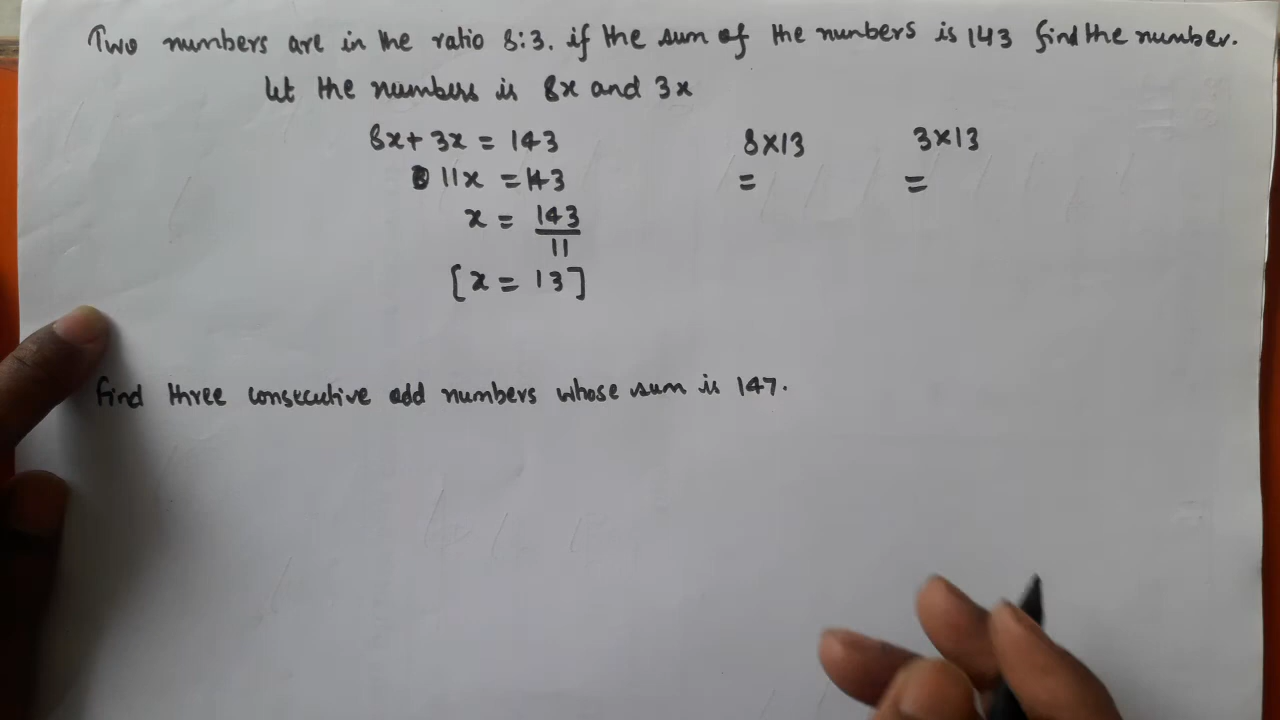 Two numbers are in the ratio 8:3. if the sum of the numbers is 143 find the number.
let the numbers is 8x and 3x
8x + 3x = 143
11x = 143
x = 143/11
[x = 13]
8×13
=
3×13
=
find three consecutive odd numbers whose sum is 147.